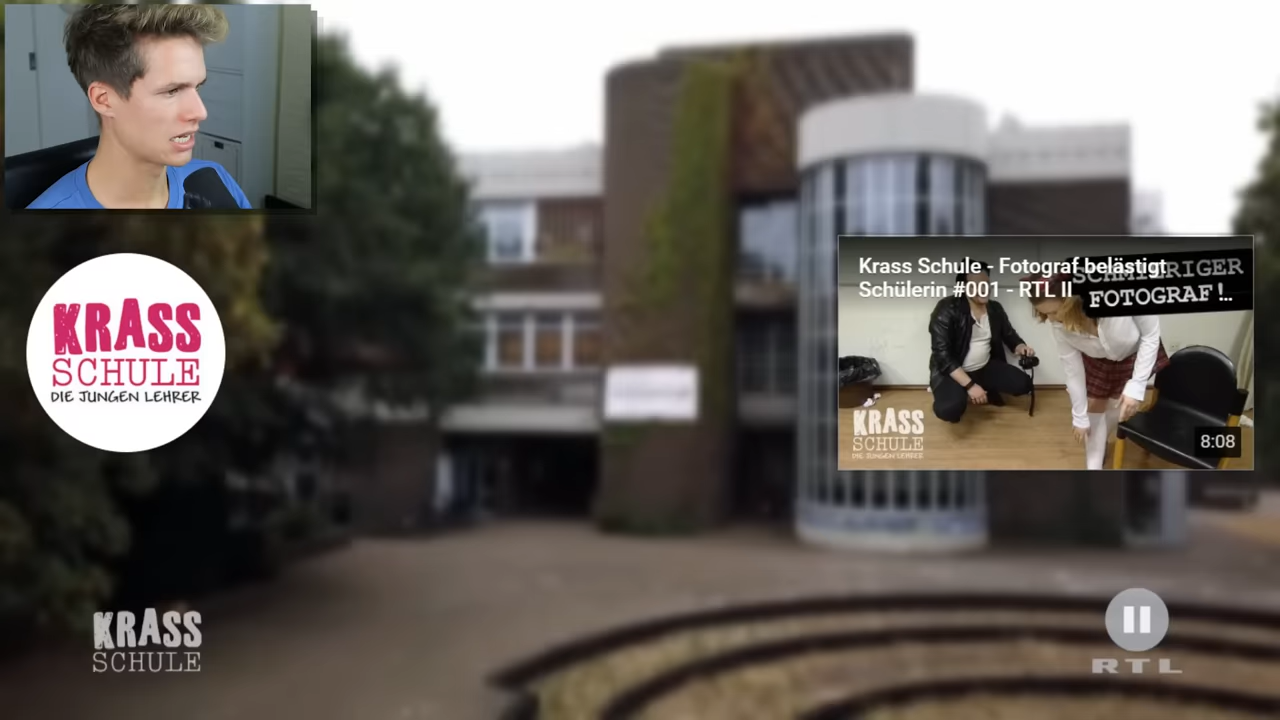 KRASS
SCHULE
DIE JUNGEN LEHRER
Krass Schule - Fotograf belästigt
Schülerin #001 - RTL II
SCHMIERIGER
FOTOGRAF!...
KRASS
SCHULE
DIE JUNGEN LEHRER
8:08
KRASS
SCHULE
RTL